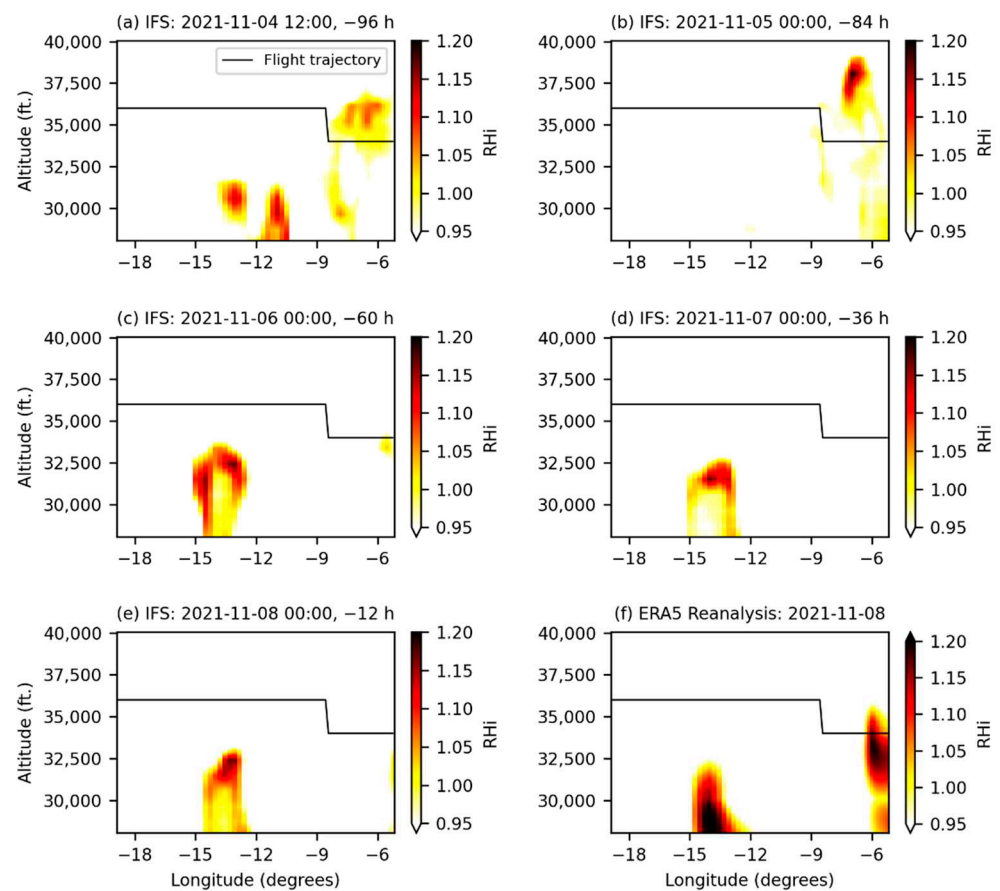 (a) IFS: 2021-11-04 12:00, −96 h
40,000
37,500
35,000
32,500
30,000
Altitude (ft.)
Flight trajectory
−18 −15 −12 −9 −6
1.20
1.15
1.10
1.05
1.00
0.95
RHi
(b) IFS: 2021-11-05 00:00, −84 h
40,000
37,500
35,000
32,500
30,000
−18 −15 −12 −9 −6
1.20
1.15
1.10
1.05
1.00
0.95
RHi
(c) IFS: 2021-11-06 00:00, −60 h
40,000
37,500
35,000
32,500
30,000
Altitude (ft.)
−18 −15 −12 −9 −6
1.20
1.15
1.10
1.05
1.00
0.95
RHi
(d) IFS: 2021-11-07 00:00, −36 h
40,000
37,500
35,000
32,500
30,000
−18 −15 −12 −9 −6
1.20
1.15
1.10
1.05
1.00
0.95
RHi
(e) IFS: 2021-11-08 00:00, −12 h
40,000
37,500
35,000
32,500
30,000
Altitude (ft.)
−18 −15 −12 −9 −6
Longitude (degrees)
1.20
1.15
1.10
1.05
1.00
0.95
RHi
(f) ERA5 Reanalysis: 2021-11-08
40,000
37,500
35,000
32,500
30,000
−18 −15 −12 −9 −6
Longitude (degrees)
1.20
1.15
1.10
1.05
1.00
0.95
RHi